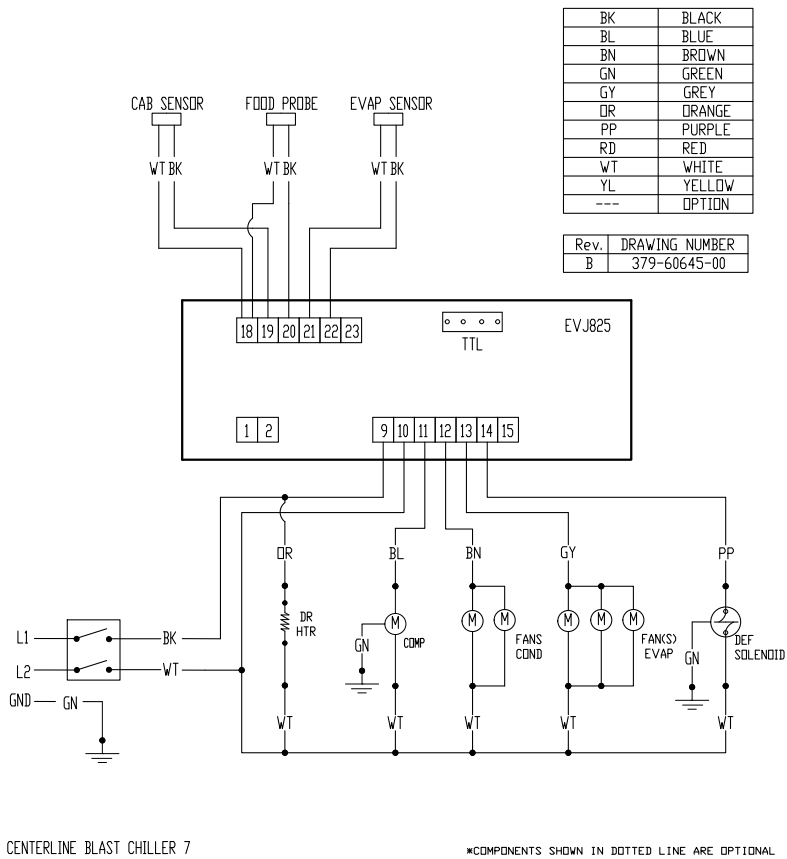 BK BLACK
BL BLUE
BN BROWN
GN GREEN
GY GREY
OR ORANGE
PP PURPLE
RD RED
WT WHITE
YL YELLOW
--- OPTION
Rev. DRAWING NUMBER
B 379-60645-00
CAB SENSOR FOOD PROBE EVAP SENSOR
WT BK WT BK WT BK
18 19 20 21 22 23
TTL
EVJ825
1 2 9 10 11 12 13 14 15
OR BL BN GY PP
DR
HTR
M COMP
M M FANS
COND
M M M FAN(S)
EVAP
DEF
SOLENOID
GN GN
L1 BK
L2 WT
GND GN
WT WT WT WT WT
CENTERLINE BLAST CHILLER 7
*COMPONENTS SHOWN IN DOTTED LINE ARE OPTIONAL